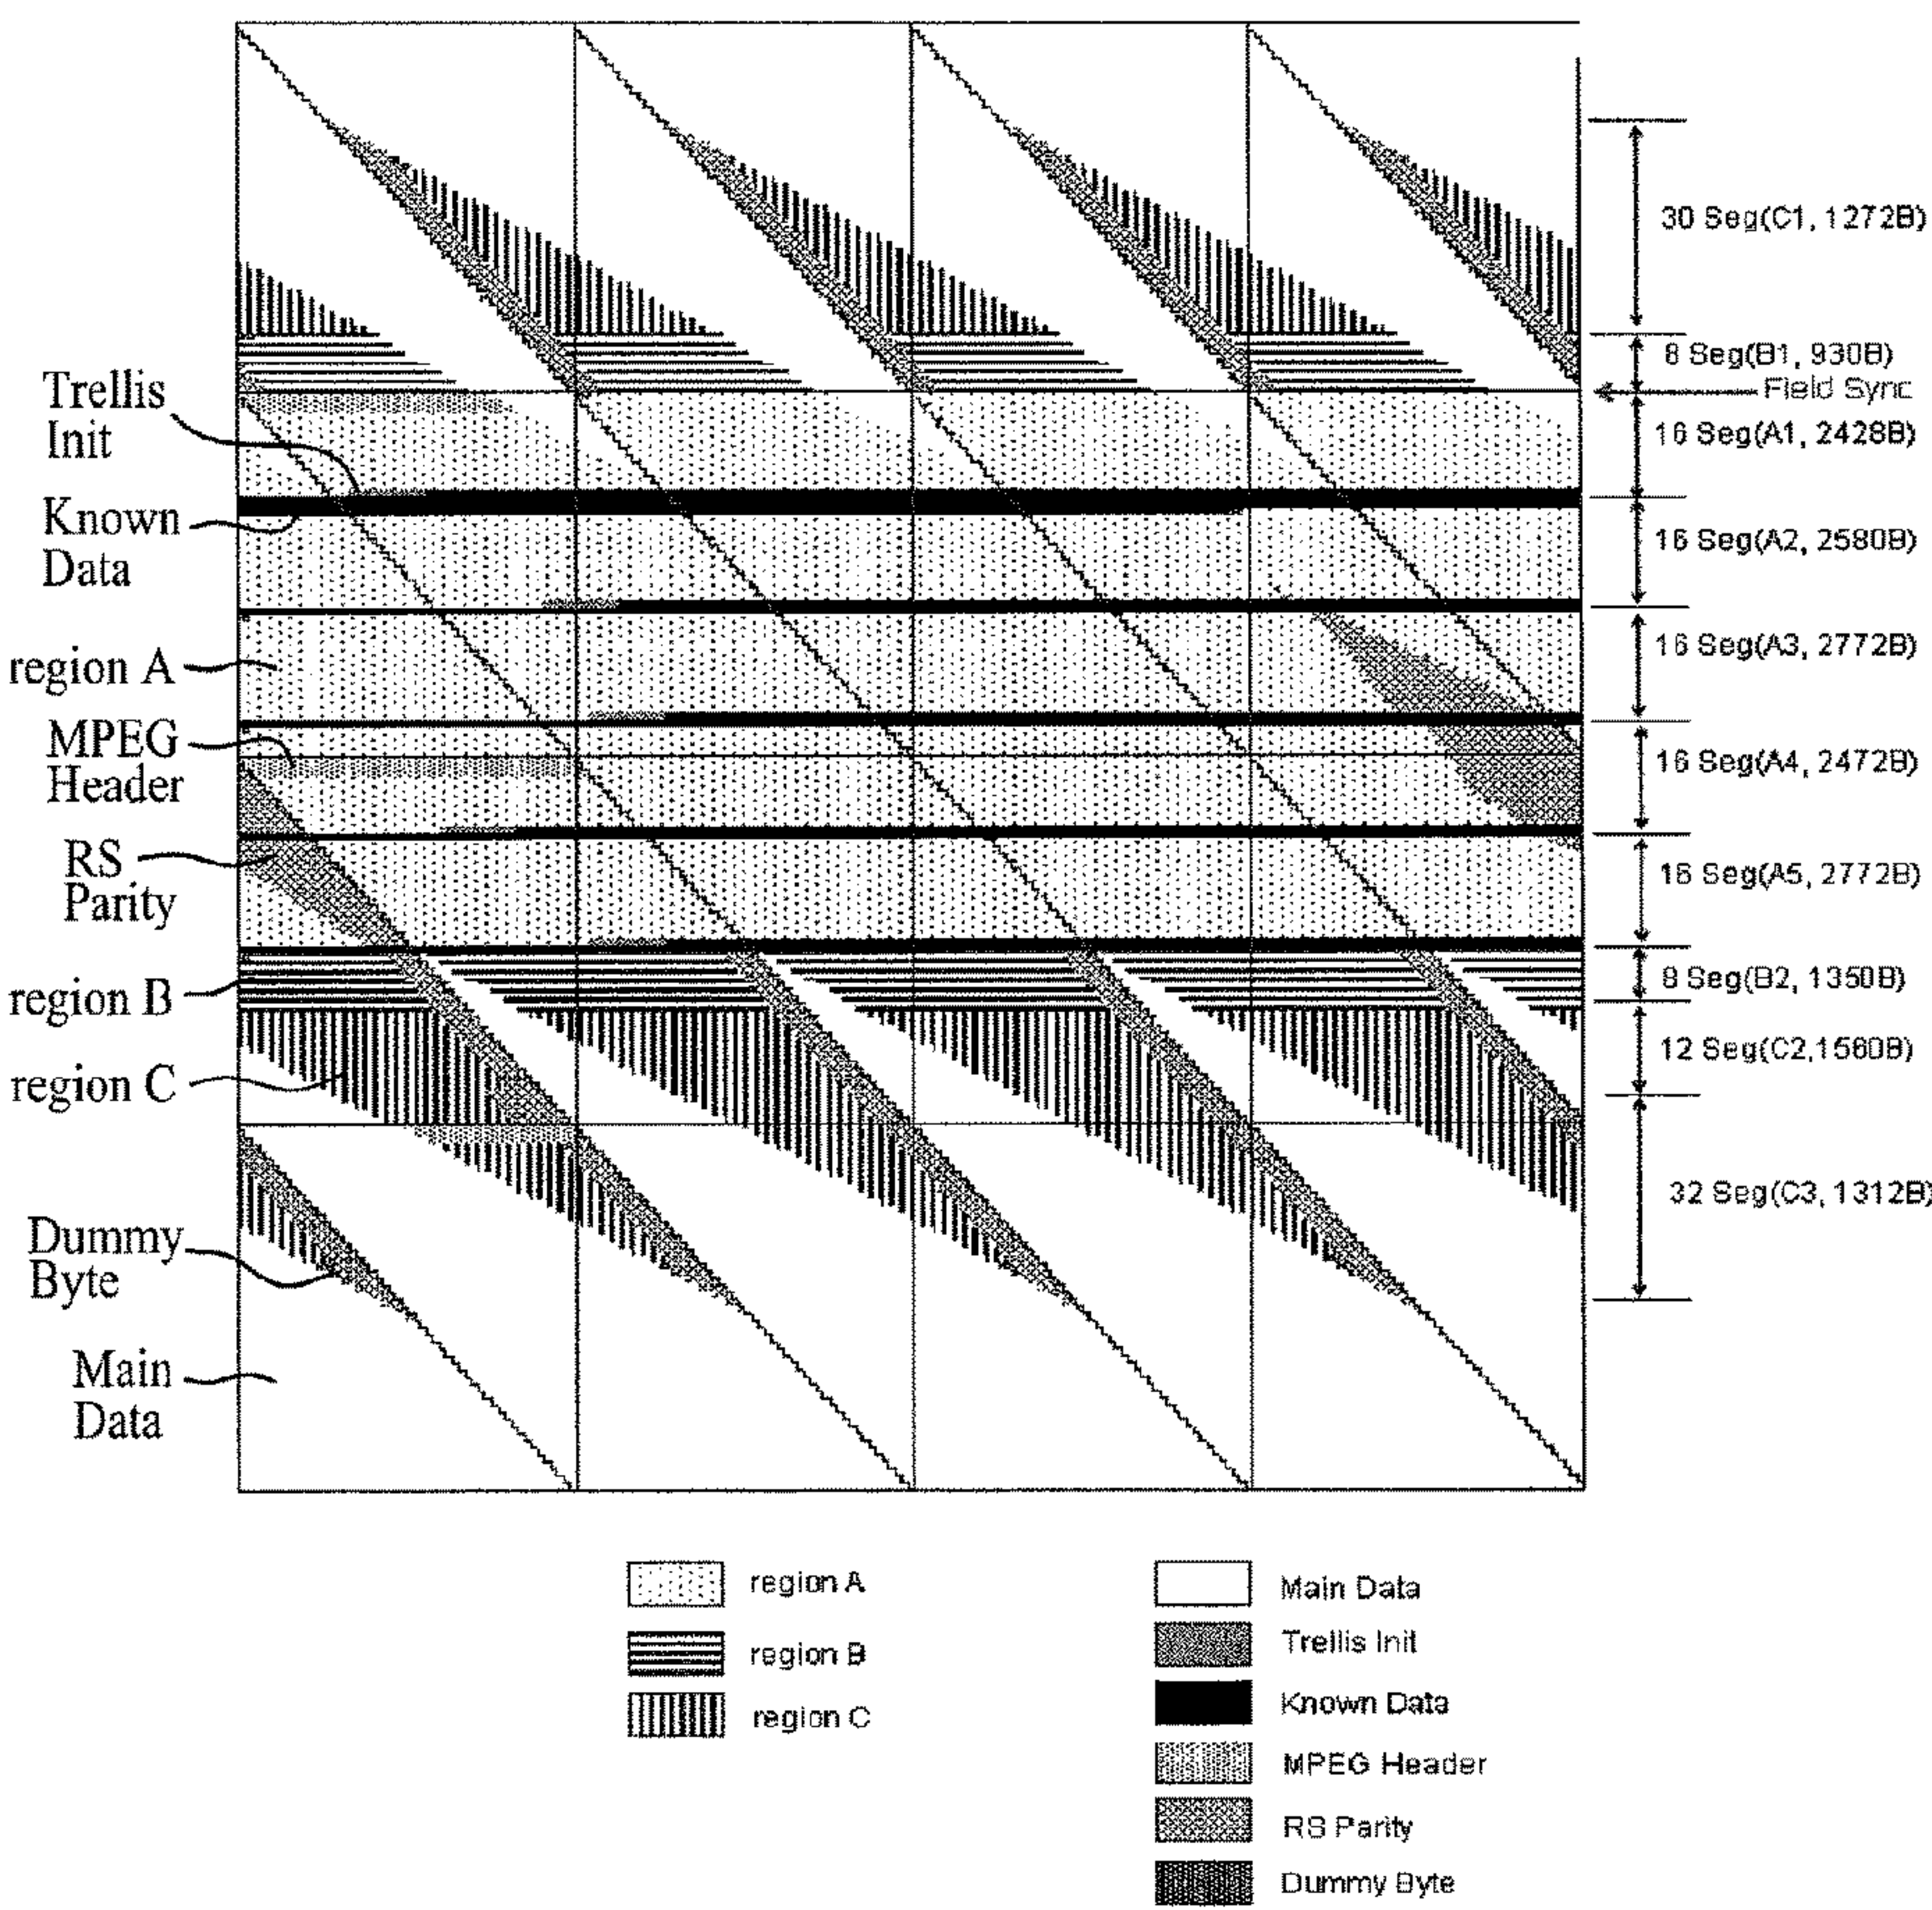 30 Seg(C1, 1272B)
8 Seg(B1, 930B)
Field Sync
16 Seg(A1, 2428B)
16 Seg(A2, 2580B)
16 Seg(A3, 2772B)
16 Seg(A4, 2472B)
16 Seg(A5, 2772B)
8 Seg(B2, 1350B)
12 Seg(C2,1560B)
32 Seg(C3, 1312B)
Trellis
Init
Known
Data
region A
MPEG
Header
RS
Parity
region B
region C
Dummy
Byte
Main
Data
region A
region B
region C
Main Data
Trellis Init
Known Data
MPEG Header
RS Parity
Dummy Byte